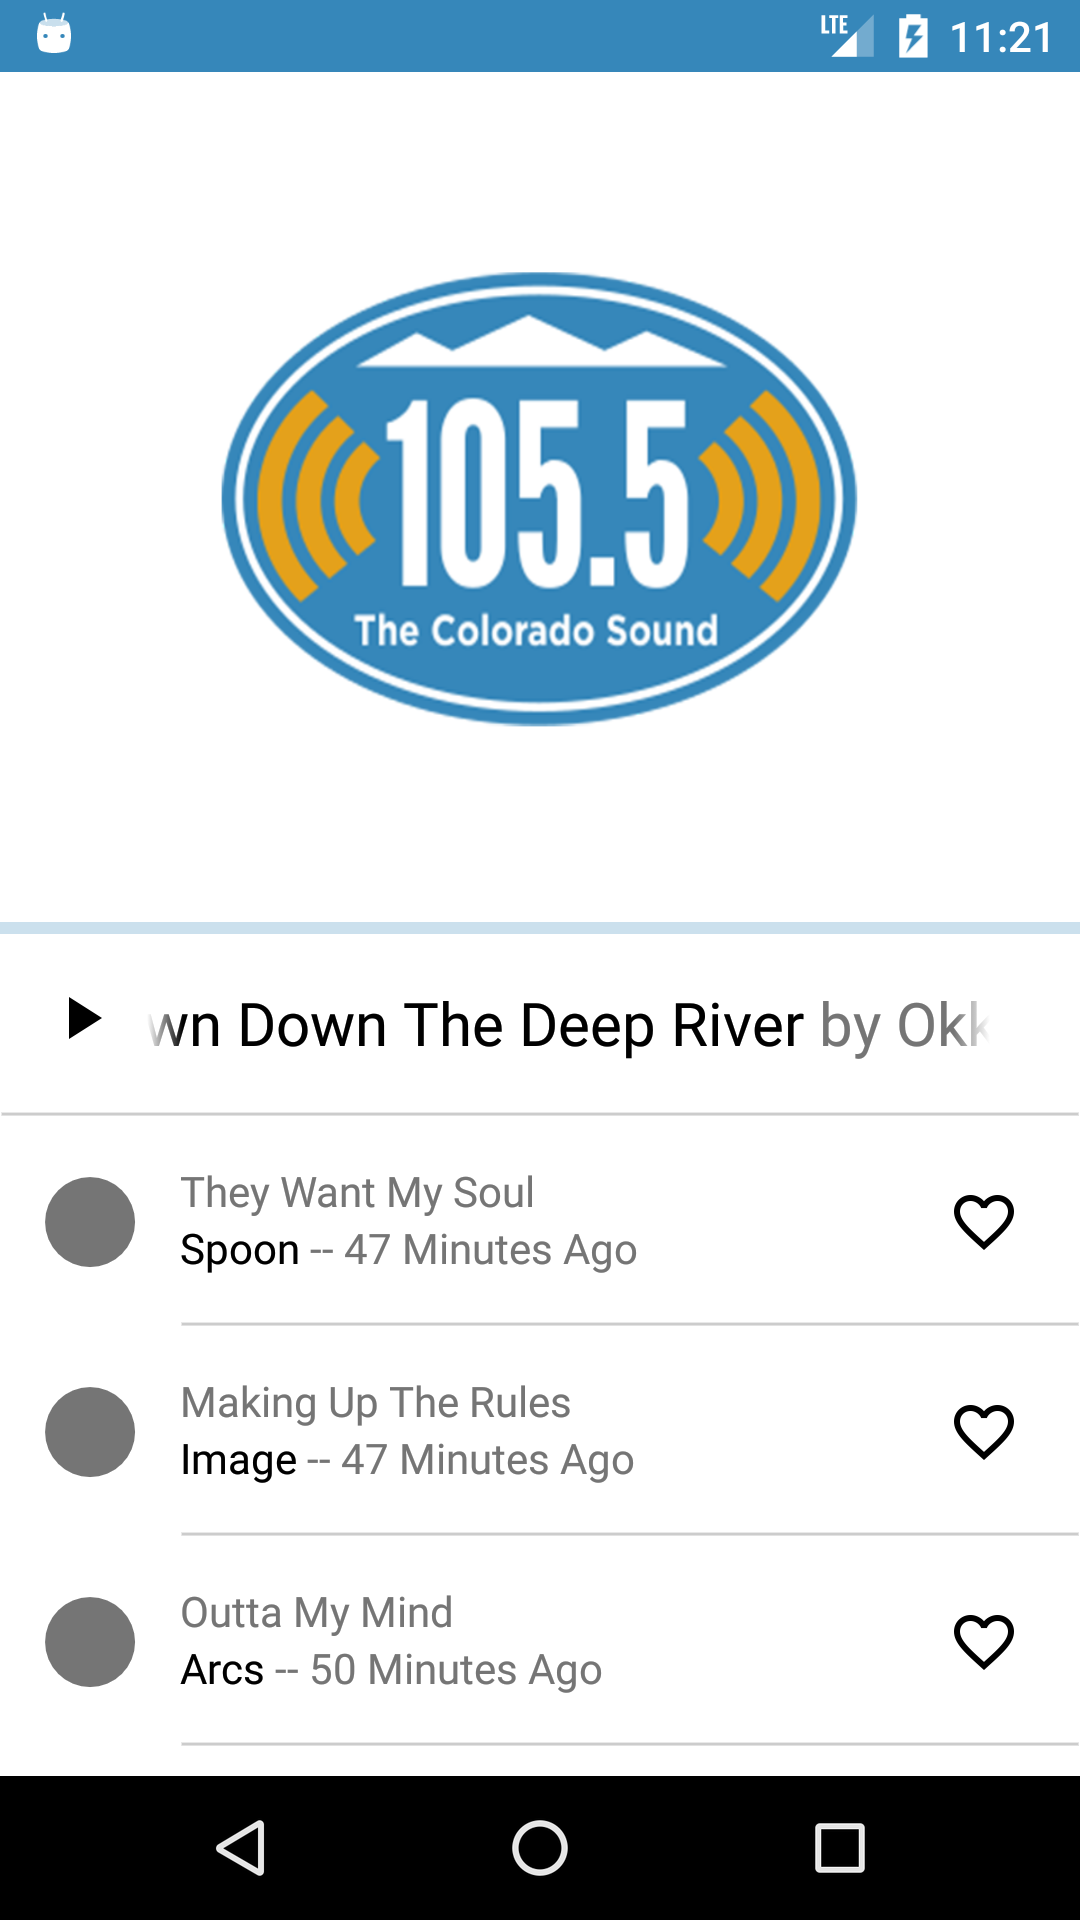 LTE 11:21
105.5
The Colorado Sound
wn Down The Deep River by Okk
They Want My Soul
Spoon -- 47 Minutes Ago
Making Up The Rules
Image -- 47 Minutes Ago
Outta My Mind
Arcs -- 50 Minutes Ago